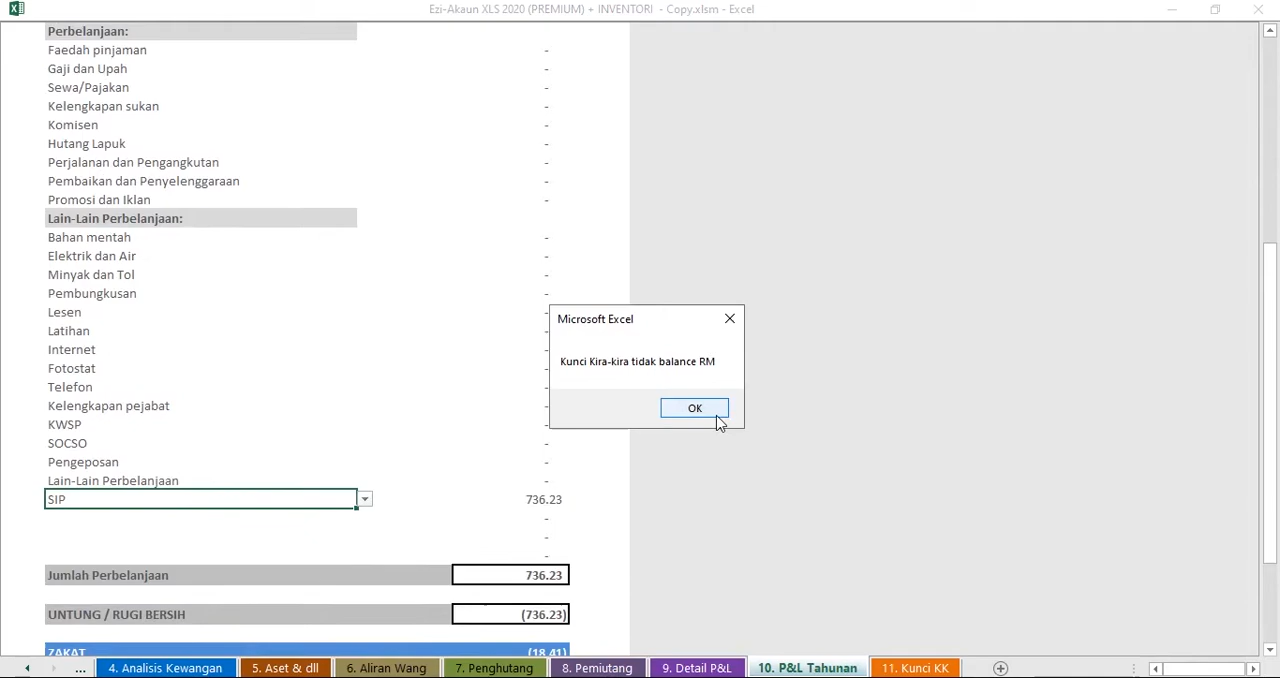 Ezi-Akaun XLS 2020 (PREMIUM) + INVENTORI - Copy.xlsm - Excel
Perbelanjaan:
Faedah pinjaman -
Gaji dan Upah -
Sewa/Pajakan -
Kelengkapan sukan -
Komisen -
Hutang Lapuk -
Perjalanan dan Pengangkutan -
Pembaikan dan Penyelenggaraan -
Promosi dan Iklan -
Lain-Lain Perbelanjaan:
Bahan mentah -
Elektrik dan Air -
Minyak dan Tol -
Pembungkusan -
Lesen -
Latihan -
Internet -
Fotostat -
Telefon -
Kelengkapan pejabat -
KWSP -
SOCSO -
Pengeposan -
Lain-Lain Perbelanjaan -
SIP 736.23
-
-
-
Jumlah Perbelanjaan 736.23
UNTUNG / RUGI BERSIH (736.23)
ZAKAT (18.41)
Microsoft Excel
Kunci Kira-kira tidak balance RM
OK
... 4. Analisis Kewangan 5. Aset & dll 6. Aliran Wang 7. Penghutang 8. Pemiutang 9. Detail P&L 10. P&L Tahunan 11. Kunci KK